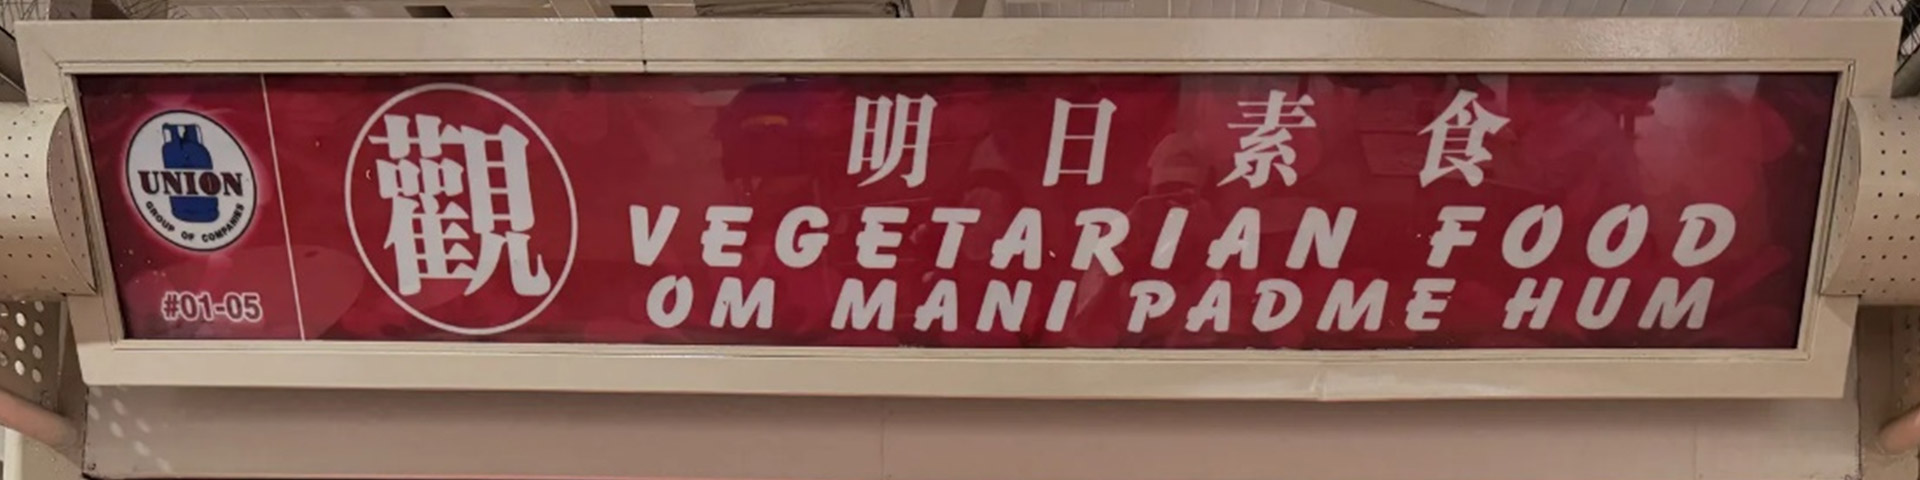 UNION
GROUP OF COMPANIES
#01-05
觀
明日素食
VEGETARIAN FOOD
OM MANI PADME HUM